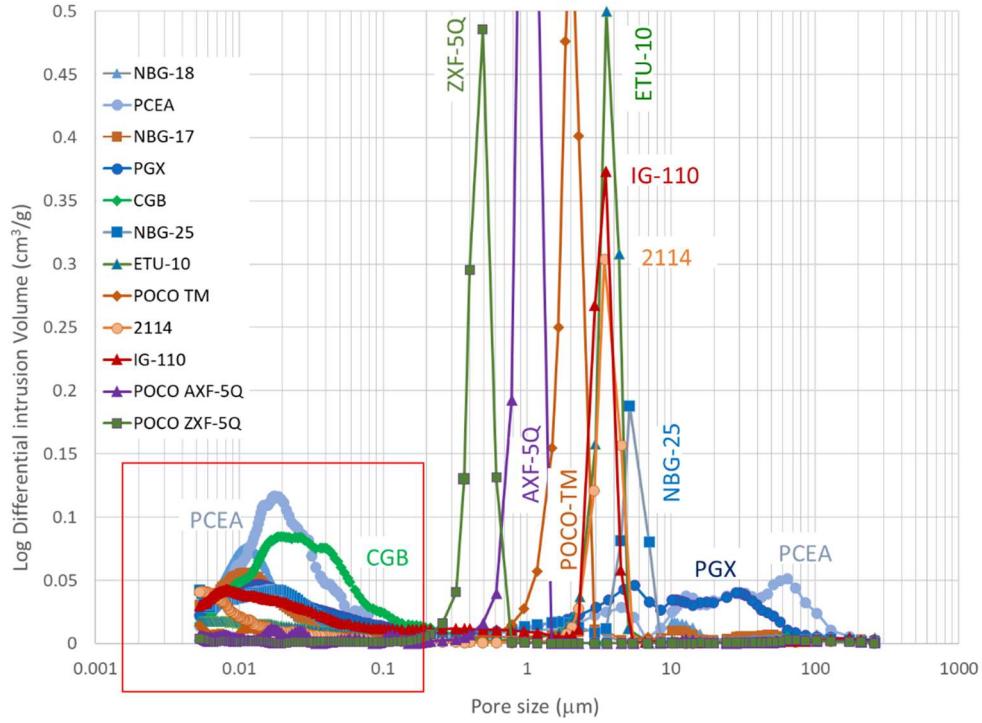 0.5
0.45
0.4
0.35
0.3
0.25
0.2
0.15
0.1
0.05
0
Log Differential intrusion Volume (cm³/g)
NBG-18
PCEA
NBG-17
PGX
CGB
NBG-25
ETU-10
POCO TM
2114
IG-110
POCO AXF-5Q
POCO ZXF-5Q
ZXF-5Q
ETU-10
IG-110
2114
AXF-5Q
POCO-TM
NBG-25
PCEA
CGB
PGX
PCEA
0.001 0.01 0.1 1 10 100 1000
Pore size (μm)